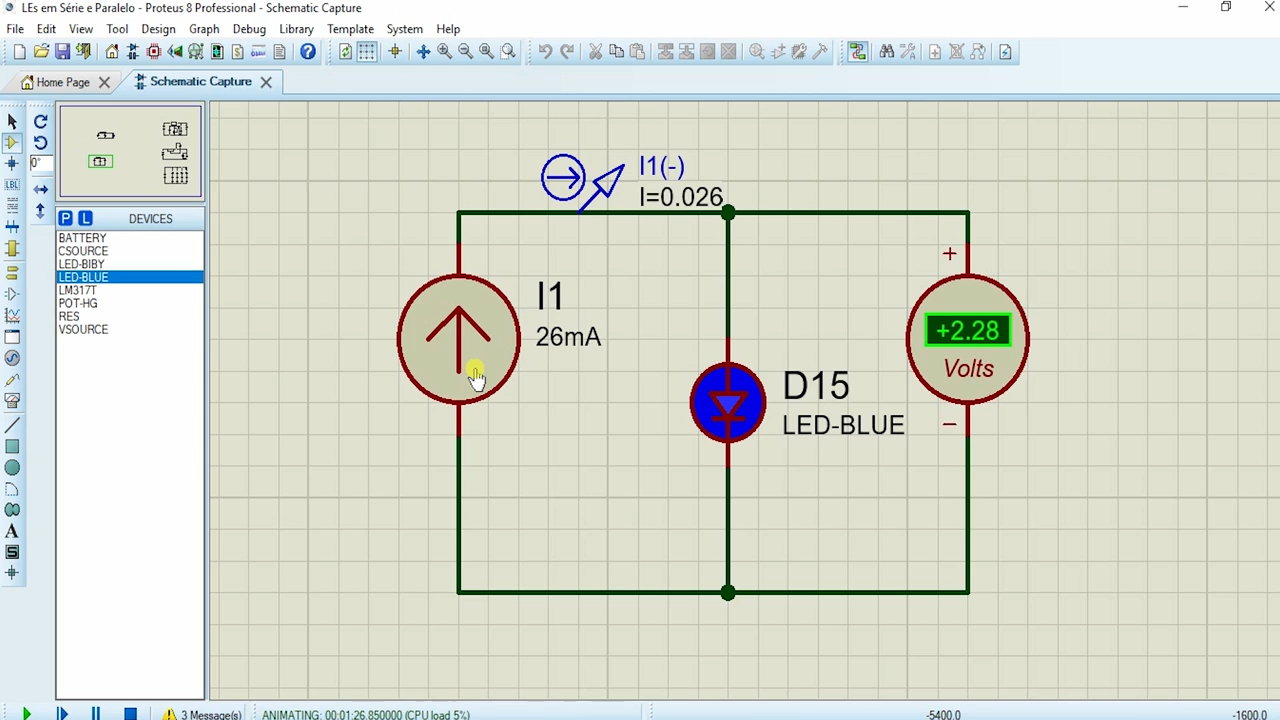 LEs em Série e Paralelo - Proteus 8 Professional - Schematic Capture
File Edit View Tool Design Graph Debug Library Template System Help
Home Page Schematic Capture
I1(-)
I=0.026
0°
LBL
P L DEVICES
BATTERY
CSOURCE
LED-BIBY
LED-BLUE
LM317T
POT-HG
RES
VSOURCE
A
S
I1
26mA
D15
LED-BLUE
+
+2.28
Volts
−
3 Message(s) ANIMATING: 00:01:26.850000 (CPU load 5%) -5400.0 -1600.0